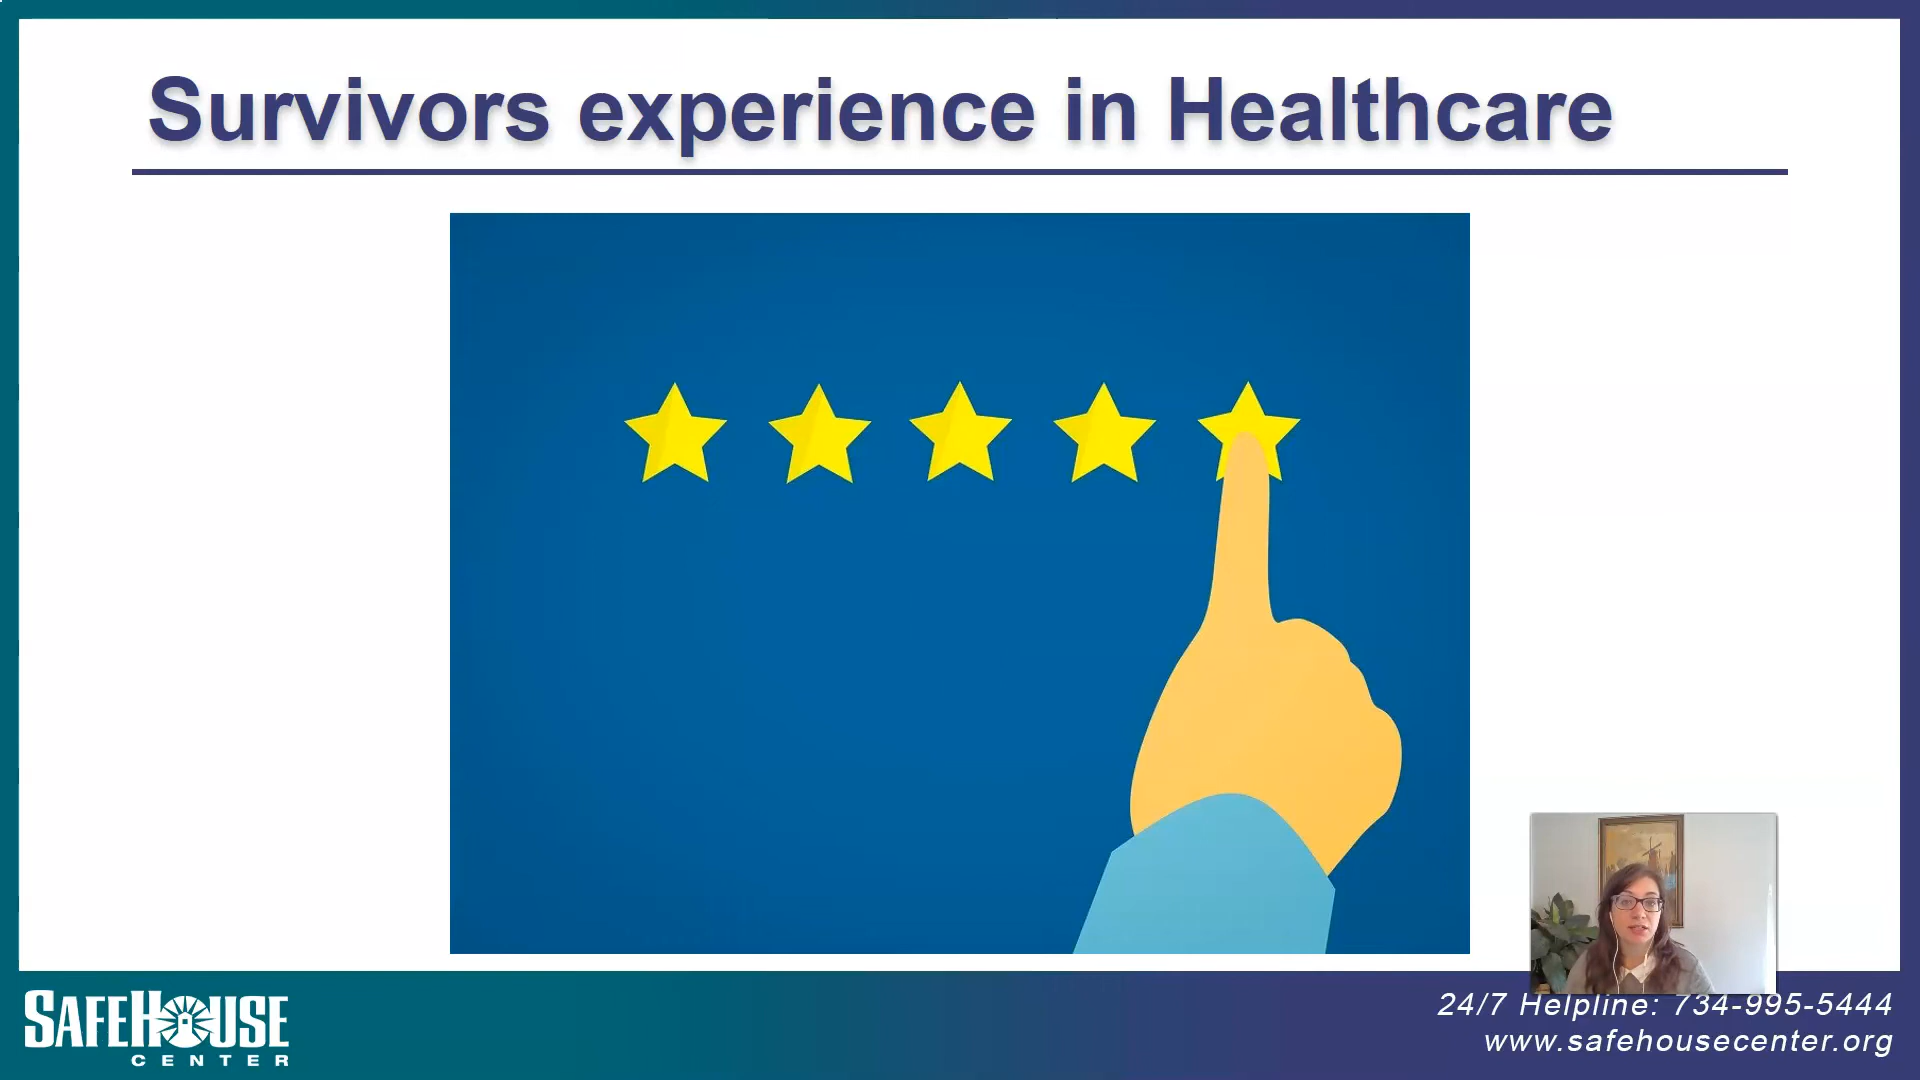 Survivors experience in Healthcare
SAFEHOUSE
CENTER
24/7 Helpline: 734-995-5444
www.safehousecenter.org